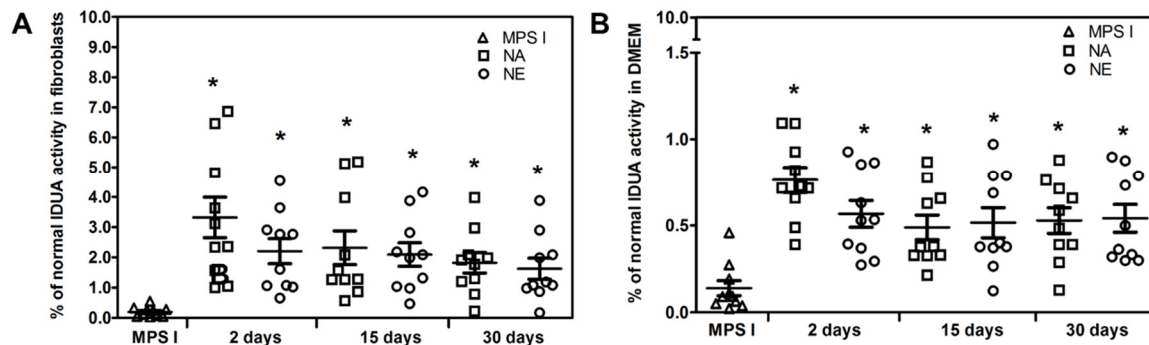 A
% of normal IDUA activity in fibroblasts
10.0
9.0
8.0
7.0
6.0
5.0
4.0
3.0
2.0
1.0
0.0
MPS I
NA
NE
* * * * * *
MPS I 2 days 15 days 30 days
B
% of normal IDUA activity in DMEM
10.0
1.5
1.0
0.5
0.0
MPS I
NA
NE
* * * * * *
MPS I 2 days 15 days 30 days